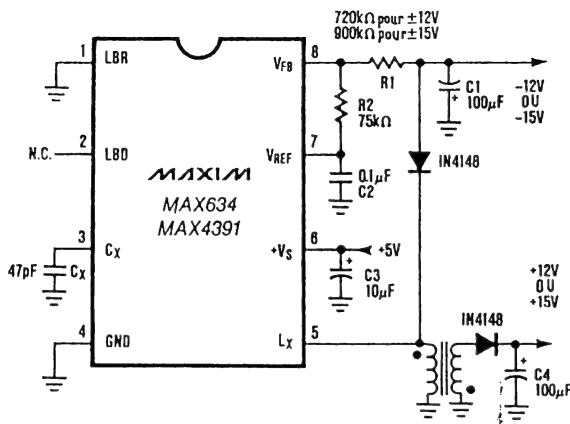 720kΩ pour ±12V
900kΩ pour ±15V
1
LBR
8
VFB
R1
C1
+
100µF
-12V
0U
-15V
R2
75kΩ
N.C.
2
LBD
7
VREF
MAXIM
MAX634
MAX4391
0.1µF
C2
IN4148
3
CX
47pF
CX
6
+VS
+5V
+
C3
10µF
+12V
0U
+15V
4
GND
5
LX
IN4148
+
C4
100µF